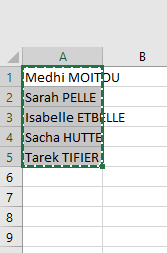 A B
1 Medhi MOITOU
2 Sarah PELLE
3 Isabelle ETBELLE
4 Sacha HUTTE
5 Tarek TIFIER
6
7
8
9